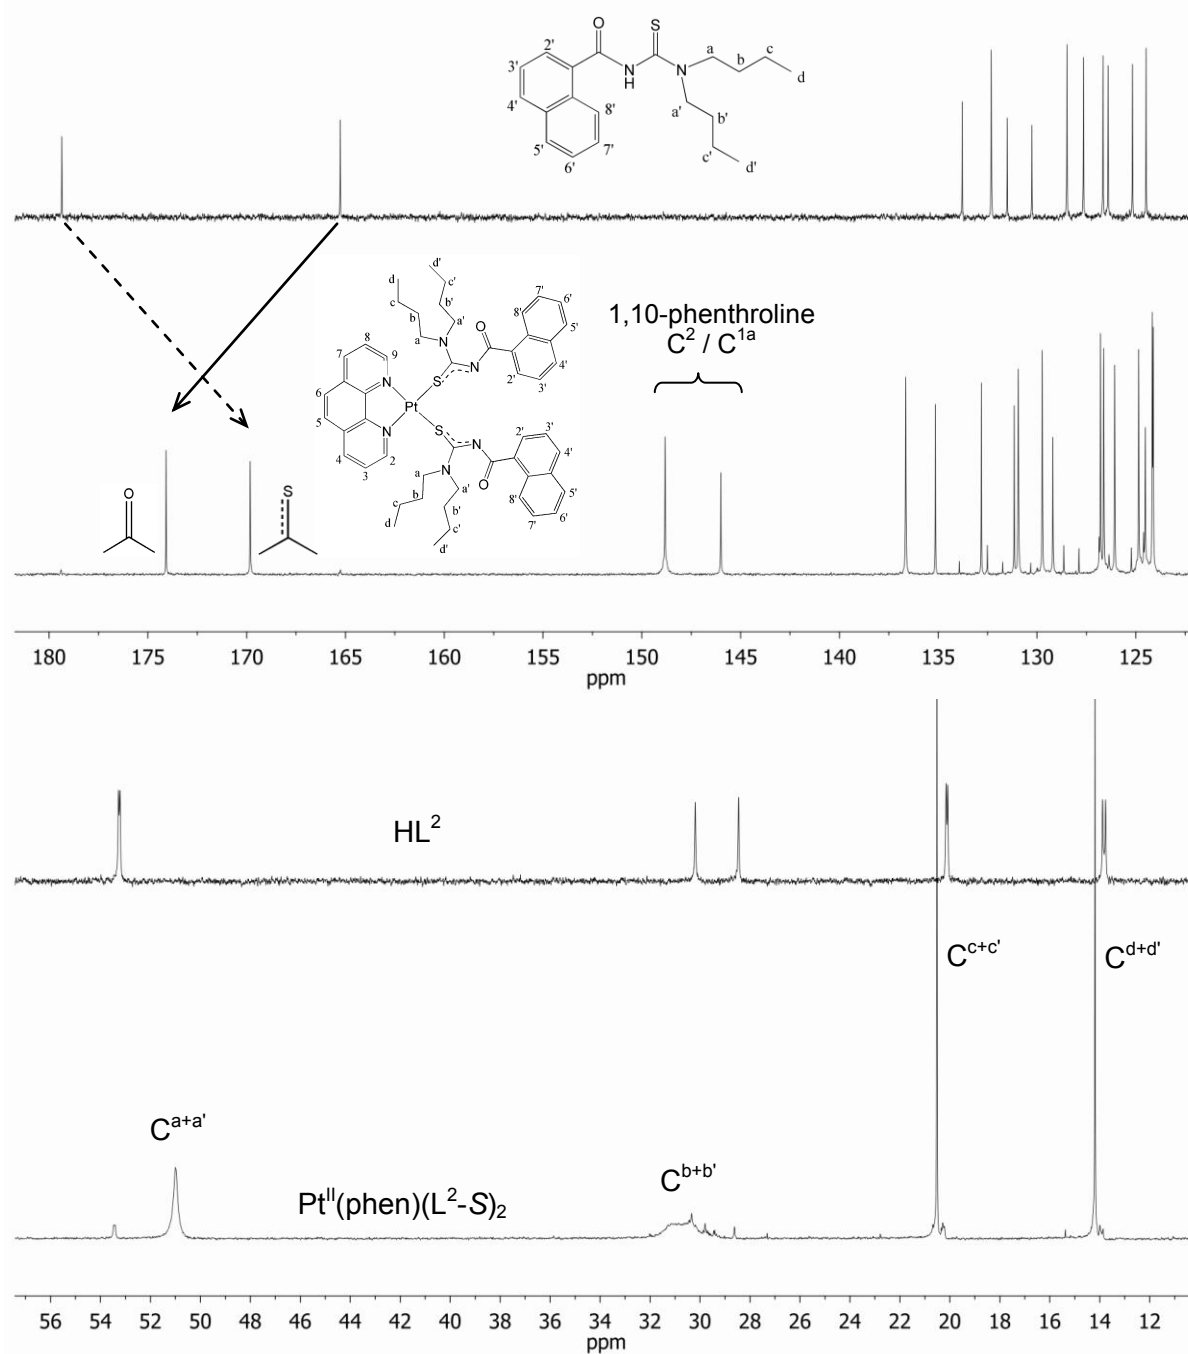 O
S
2'
3'
4'
5'
6'
7'
8'
N
H
N
a
b
c
d
a'
b'
c'
d'
d
c
b
a
d'
c'
b'
a'
N
O
N
S
7'
8'
6'
5'
4'
2'
3'
8
7
9
6
5
4
3
2
N
N
Pt
S
N
O
N
2'
3'
4'
5'
6'
7'
8'
a
b
c
d
a'
b'
c'
d'
1,10-phenthroline
C2 / C1a
O
S
180 175 170 165 160 155 150 145 140 135 130 125
ppm
HL2
Cc+c'
Cd+d'
Ca+a'
Cb+b'
PtII(phen)(L2-S)2
56 54 52 50 48 46 44 42 40 38 36 34 32 30 28 26 24 22 20 18 16 14 12
ppm